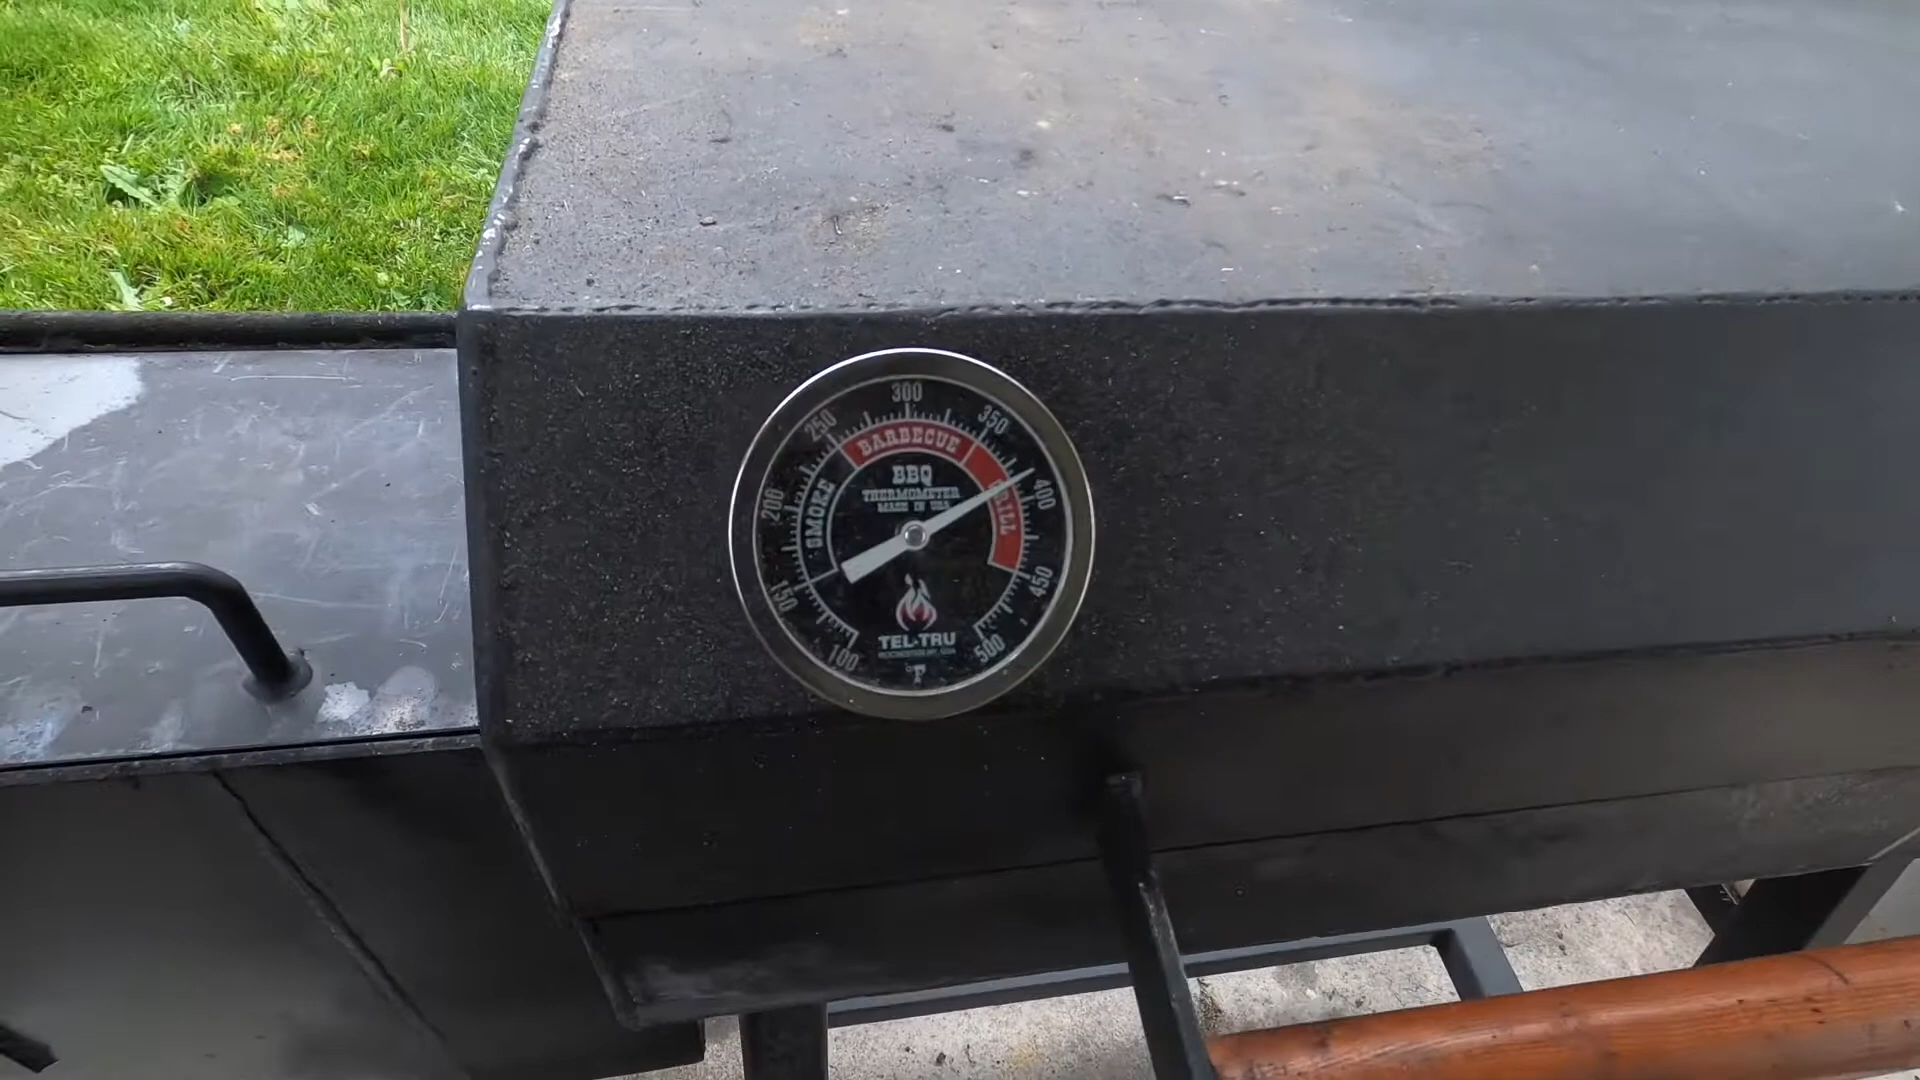 300
250
350
BARBECUE
BBQ
THERMOMETER
MADE IN USA
200
SMOKE
GRILL
400
150
450
TEL-TRU
100
500
°F